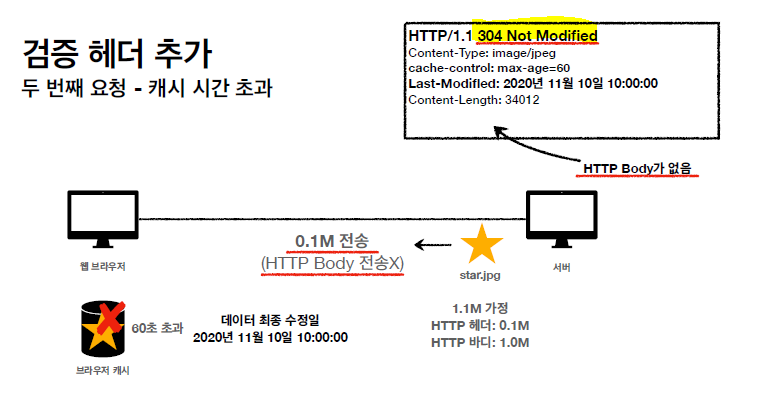 검증 헤더 추가
두 번째 요청 - 캐시 시간 초과
HTTP/1.1 304 Not Modified
Content-Type: image/jpeg
cache-control: max-age=60
Last-Modified: 2020년 11월 10일 10:00:00
Content-Length: 34012
HTTP Body가 없음
0.1M 전송
(HTTP Body 전송X)
웹 브라우저
star.jpg
서버
60초 초과
데이터 최종 수정일
2020년 11월 10일 10:00:00
1.1M 가정
HTTP 헤더: 0.1M
HTTP 바디: 1.0M
브라우저 캐시